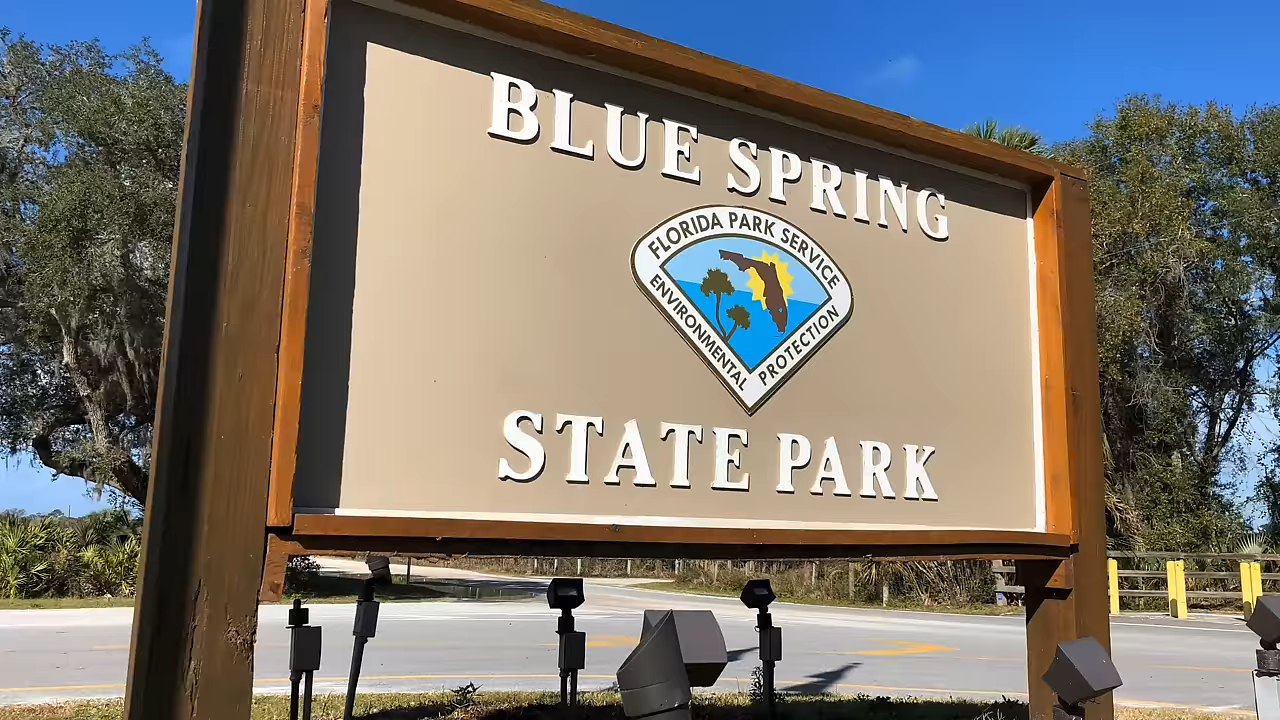 BLUE SPRING
FLORIDA PARK SERVICE
ENVIRONMENTAL PROTECTION
STATE PARK